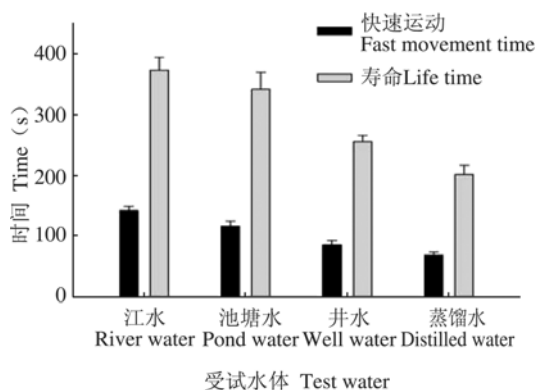 快速运动
Fast movement time
寿命Life time
时间 Time（s）
400
300
200
100
0
江水 池塘水 井水 蒸馏水
River water Pond water Well water Distilled water
受试水体 Test water